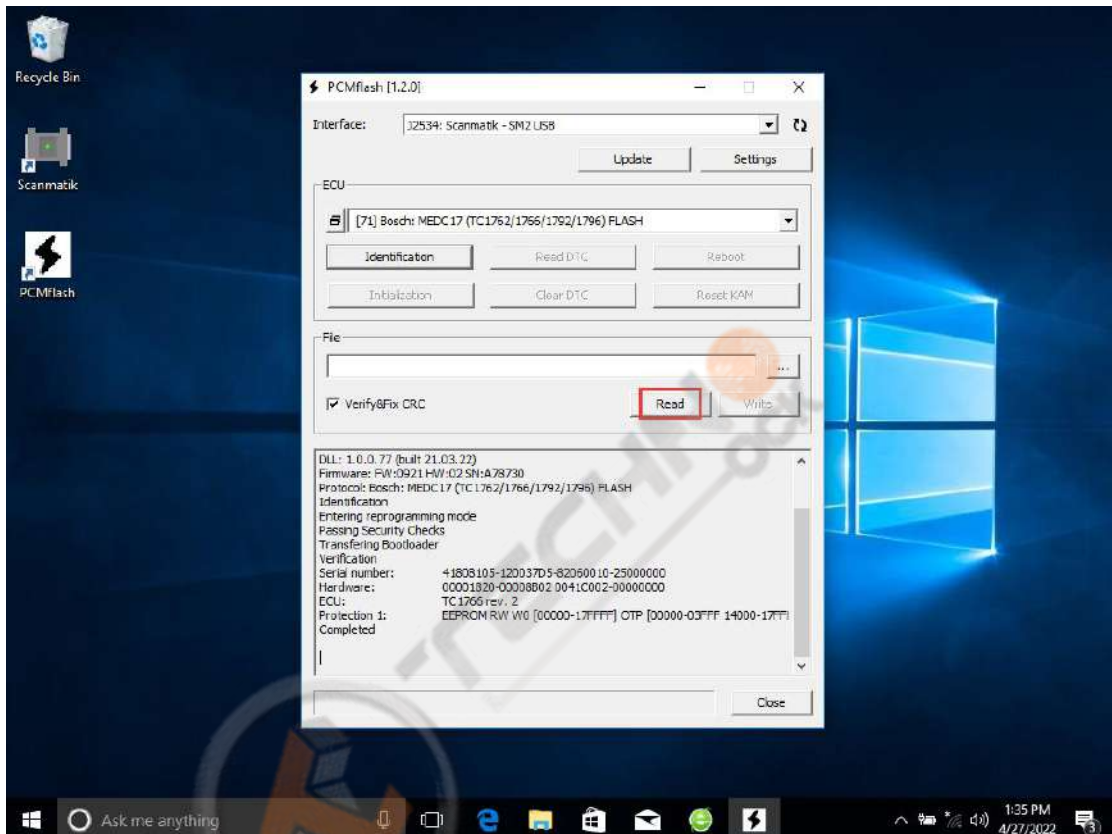 Recycle Bin
Scanmatik
PCMflash
PCMflash [1.2.0]
Interface:
J2534: Scanmatik - SM2 USB
Update
Settings
ECU
[71] Bosch: MEDC17 (TC1762/1766/1792/1796) FLASH
Identification
Read DTC
Reboot
Initialization
Clear DTC
Reset KAM
File
...
Verify&Fix CRC
Read
Write
DLL: 1.0.0.77 (built 21.03.22)
Firmware: FW:0921 HW:02 SN:A78730
Protocol: Bosch: MEDC17 (TC1762/1766/1792/1796) FLASH
Identification
Entering reprogramming mode
Passing Security Checks
Transfering Bootloader
Verification
Serial number: 41808105-120037D5-82060010-25000000
Hardware: 00001820-00008B02 0041C002-00000000
ECU: TC1766 rev. 2
Protection 1: EEPROM RW W0 [00000-17FFFF] OTP [00000-03FFF 14000-17FF
Completed
Close
TECHNO
LOCK
Ask me anything
1:35 PM
4/27/2022
3